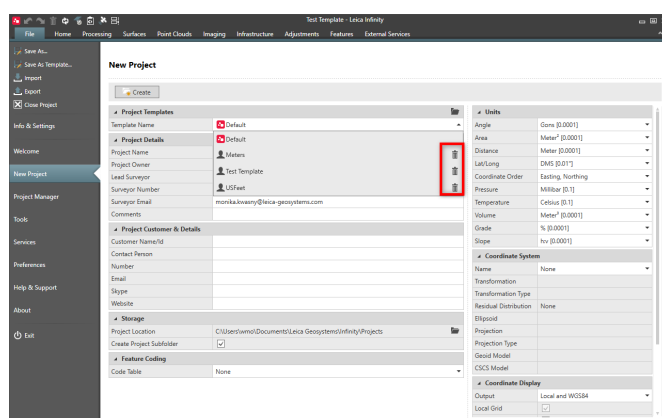 Test Template - Leica Infinity
File Home Processing Surfaces Point Clouds Imaging Infrastructure Adjustments Features External Services
Save As...
Save As Template...
Import
Export
Close Project
Info & Settings
Welcome
New Project
Project Manager
Tools
Services
Preferences
Help & Support
About
Exit
New Project
Create
Project Templates
Template Name Default
Project Details Default
Project Name Meters
Project Owner
Lead Surveyor Test Template
Surveyor Number USFeet
Surveyor Email monika.kwasny@leica-geosystems.com
Comments
Project Customer & Details
Customer Name/Id
Contact Person
Number
Email
Skype
Website
Storage
Project Location C:\Users\wmo\Documents\Leica Geosystems\Infinity\Projects
Create Project Subfolder
Feature Coding
Code Table None
Units
Angle Gons [0.0001]
Area Meter² [0.0001]
Distance Meter [0.0001]
Lat/Long DMS [0.01"]
Coordinate Order Easting, Northing
Pressure Millibar [0.1]
Temperature Celsius [0.1]
Volume Meter³ [0.0001]
Grade % [0.0001]
Slope h:v [0.0001]
Coordinate System
Name None
Transformation
Transformation Type
Residual Distribution None
Ellipsoid
Projection
Projection Type
Geoid Model
CSCS Model
Coordinate Display
Output Local and WGS84
Local Grid